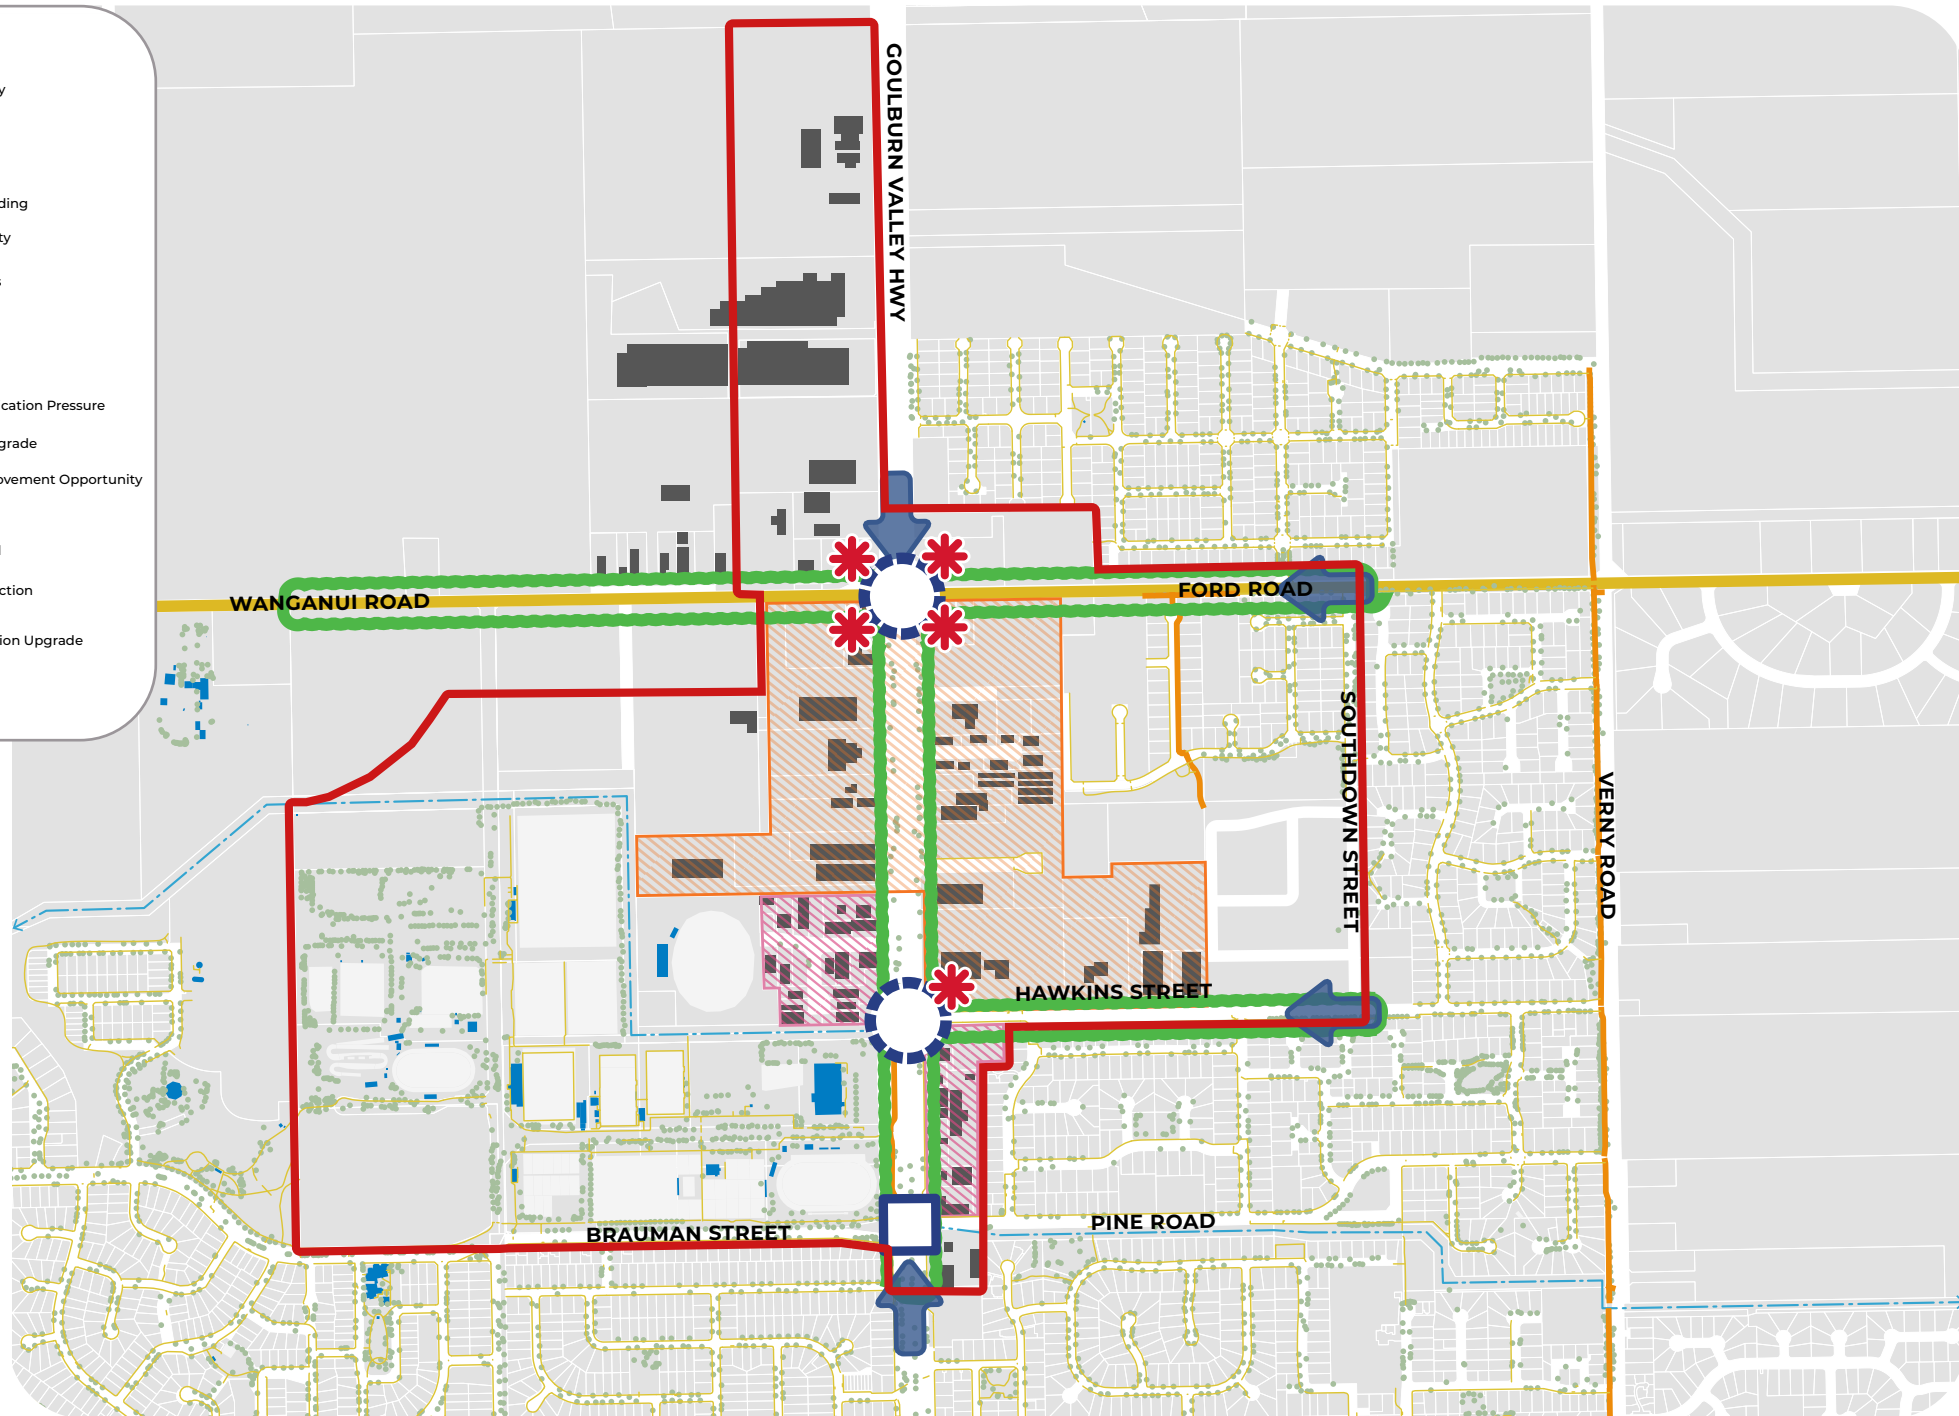 y
ding
ty
s
cation Pressure
grade
ovement Opportunity
l
ction
ion Upgrade
GOULBURN VALLEY HWY
WANGANUI ROAD
FORD ROAD
SOUTHDOWN STREET
VERNY ROAD
HAWKINS STREET
BRAUMAN STREET
PINE ROAD